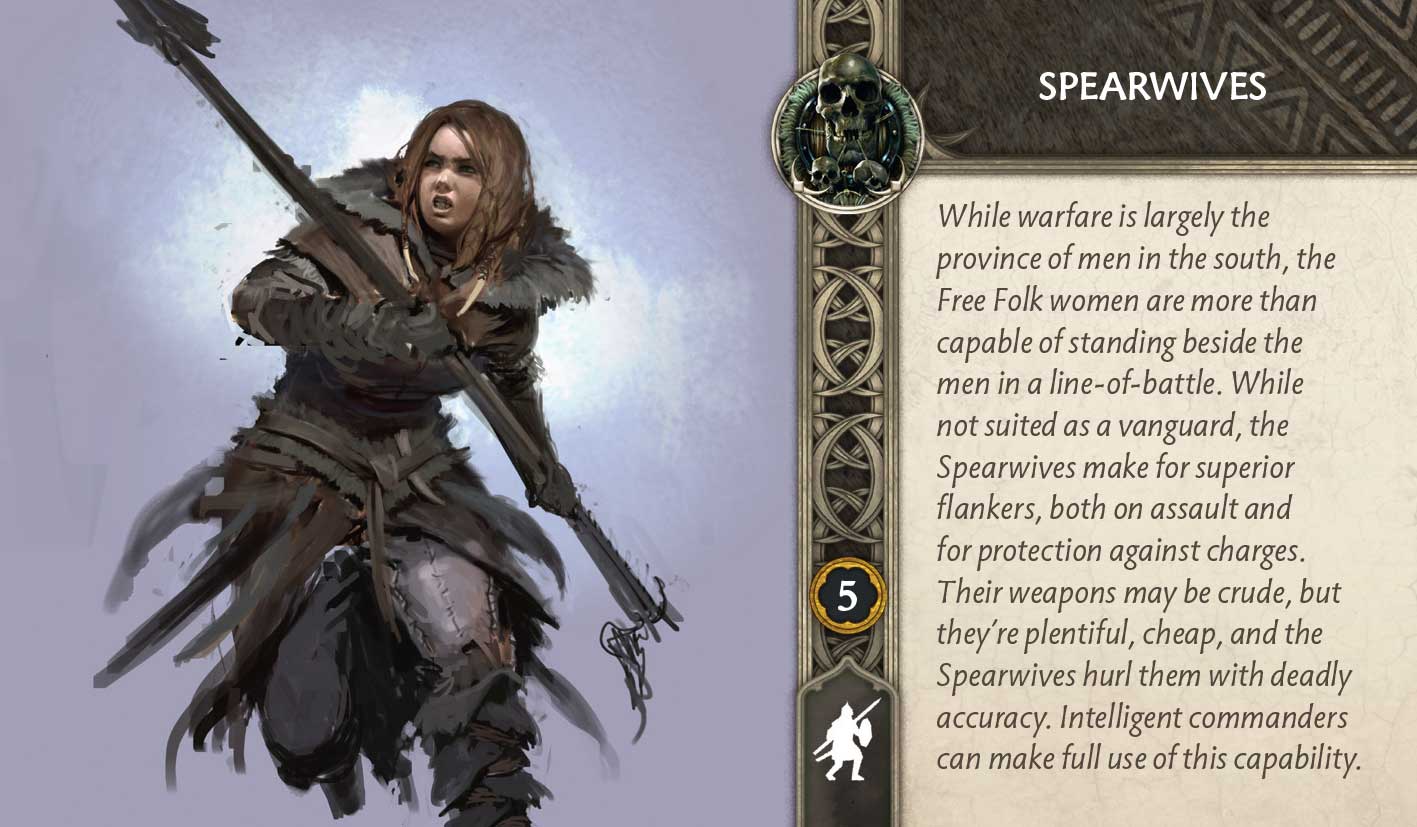 SPEARWIVES
While warfare is largely the
province of men in the south, the
Free Folk women are more than
capable of standing beside the
men in a line-of-battle. While
not suited as a vanguard, the
Spearwives make for superior
flankers, both on assault and
for protection against charges.
Their weapons may be crude, but
they’re plentiful, cheap, and the
Spearwives hurl them with deadly
accuracy. Intelligent commanders
can make full use of this capability.
5